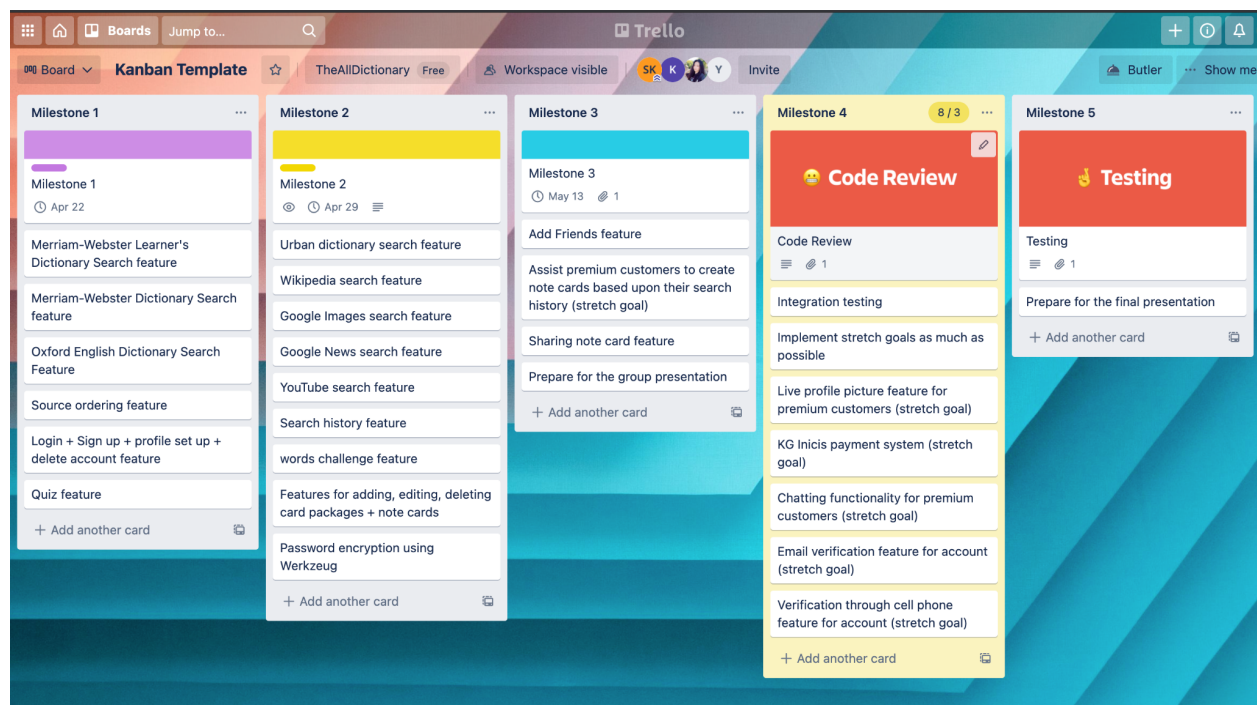 Boards
Jump to...
Trello
Board
Kanban Template
TheAllDictionary Free
Workspace visible
SK
K
Y
Invite
Butler
... Show me
Milestone 1
Milestone 1
Apr 22
Merriam-Webster Learner's
Dictionary Search feature
Merriam-Webster Dictionary Search
feature
Oxford English Dictionary Search
Feature
Source ordering feature
Login + Sign up + profile set up +
delete account feature
Quiz feature
+ Add another card
Milestone 2
Milestone 2
Apr 29
Urban dictionary search feature
Wikipedia search feature
Google Images search feature
Google News search feature
YouTube search feature
Search history feature
words challenge feature
Features for adding, editing, deleting
card packages + note cards
Password encryption using
Werkzeug
+ Add another card
Milestone 3
Milestone 3
May 13 1
Add Friends feature
Assist premium customers to create
note cards based upon their search
history (stretch goal)
Sharing note card feature
Prepare for the group presentation
+ Add another card
Milestone 4 8 / 3
😬 Code Review
Code Review
1
Integration testing
Implement stretch goals as much as
possible
Live profile picture feature for
premium customers (stretch goal)
KG Inicis payment system (stretch
goal)
Chatting functionality for premium
customers (stretch goal)
Email verification feature for account
(stretch goal)
Verification through cell phone
feature for account (stretch goal)
+ Add another card
Milestone 5
🤞 Testing
Testing
1
Prepare for the final presentation
+ Add another card